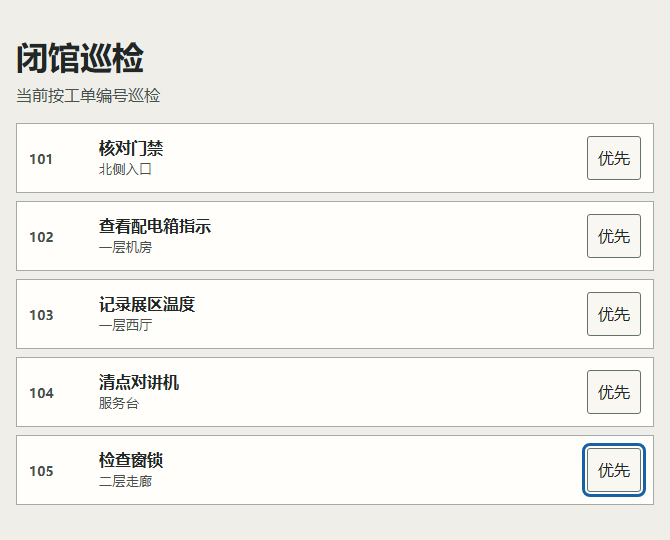 闭馆巡检
当前按工单编号巡检
101
核对门禁
北侧入口
优先
102
查看配电箱指示
一层机房
优先
103
记录展区温度
一层西厅
优先
104
清点对讲机
服务台
优先
105
检查窗锁
二层走廊
优先